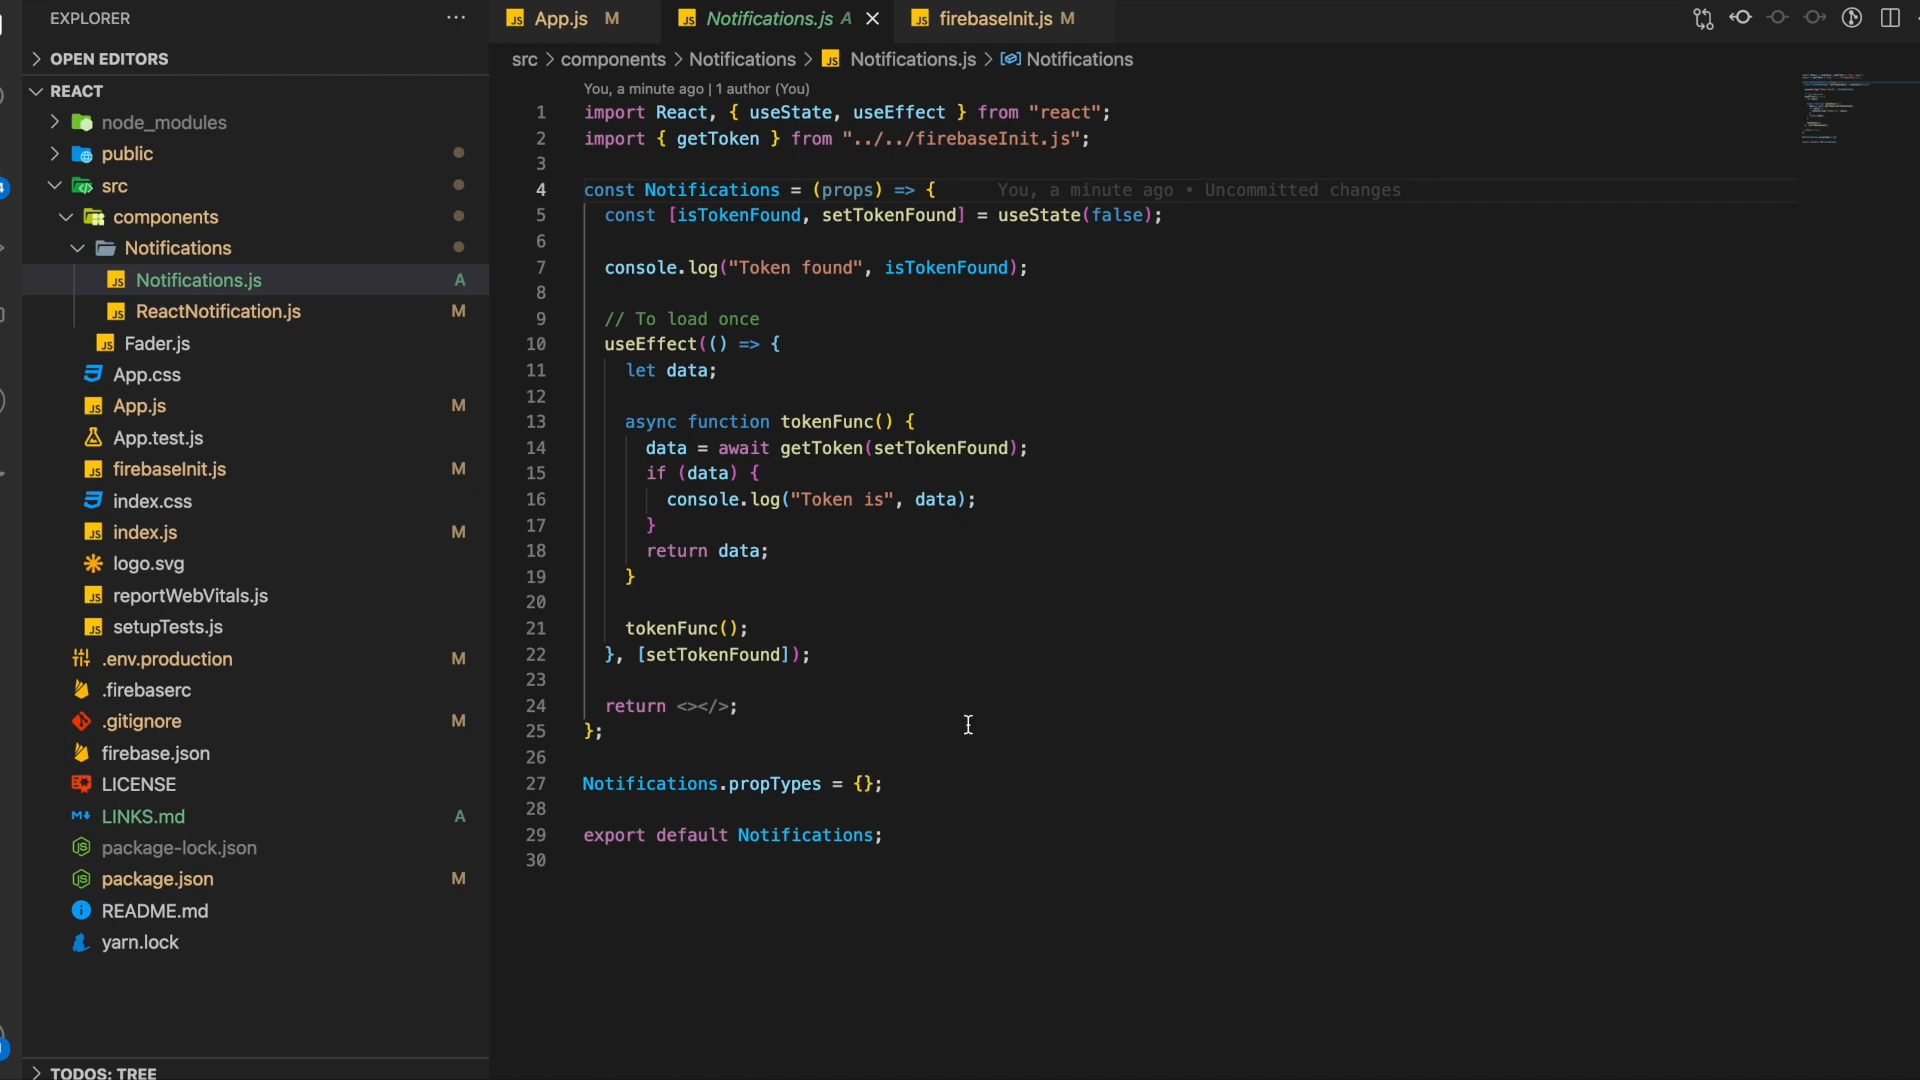 EXPLORER
OPEN EDITORS
REACT
node_modules
public
src
components
Notifications
Notifications.js A
ReactNotification.js M
Fader.js
App.css
App.js M
App.test.js
firebaseInit.js M
index.css
index.js M
logo.svg
reportWebVitals.js
setupTests.js
.env.production M
.firebaserc
.gitignore M
firebase.json
LICENSE
LINKS.md A
package-lock.json
package.json M
README.md
yarn.lock
TODOS: TREE
App.js M
Notifications.js A
firebaseInit.js M
src > components > Notifications > JS Notifications.js > Notifications
You, a minute ago | 1 author (You)
1 import React, { useState, useEffect } from "react";
2 import { getToken } from "../../firebaseInit.js";
3
4 const Notifications = (props) => { You, a minute ago • Uncommitted changes
5 const [isTokenFound, setTokenFound] = useState(false);
6
7 console.log("Token found", isTokenFound);
8
9 // To load once
10 useEffect(() => {
11 let data;
12
13 async function tokenFunc() {
14 data = await getToken(setTokenFound);
15 if (data) {
16 console.log("Token is", data);
17 }
18 return data;
19 }
20
21 tokenFunc();
22 }, [setTokenFound]);
23
24 return <></>;
25 };
26
27 Notifications.propTypes = {};
28
29 export default Notifications;
30